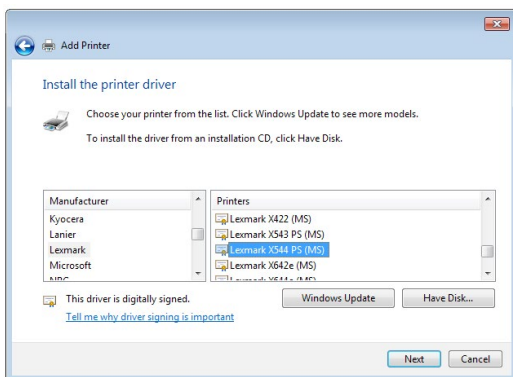 Add Printer
Install the printer driver
Choose your printer from the list. Click Windows Update to see more models.
To install the driver from an installation CD, click Have Disk.
Manufacturer
Kyocera
Lanier
Lexmark
Microsoft
Printers
Lexmark X422 (MS)
Lexmark X543 PS (MS)
Lexmark X544 PS (MS)
Lexmark X642e (MS)
This driver is digitally signed.
Tell me why driver signing is important
Windows Update
Have Disk...
Next
Cancel